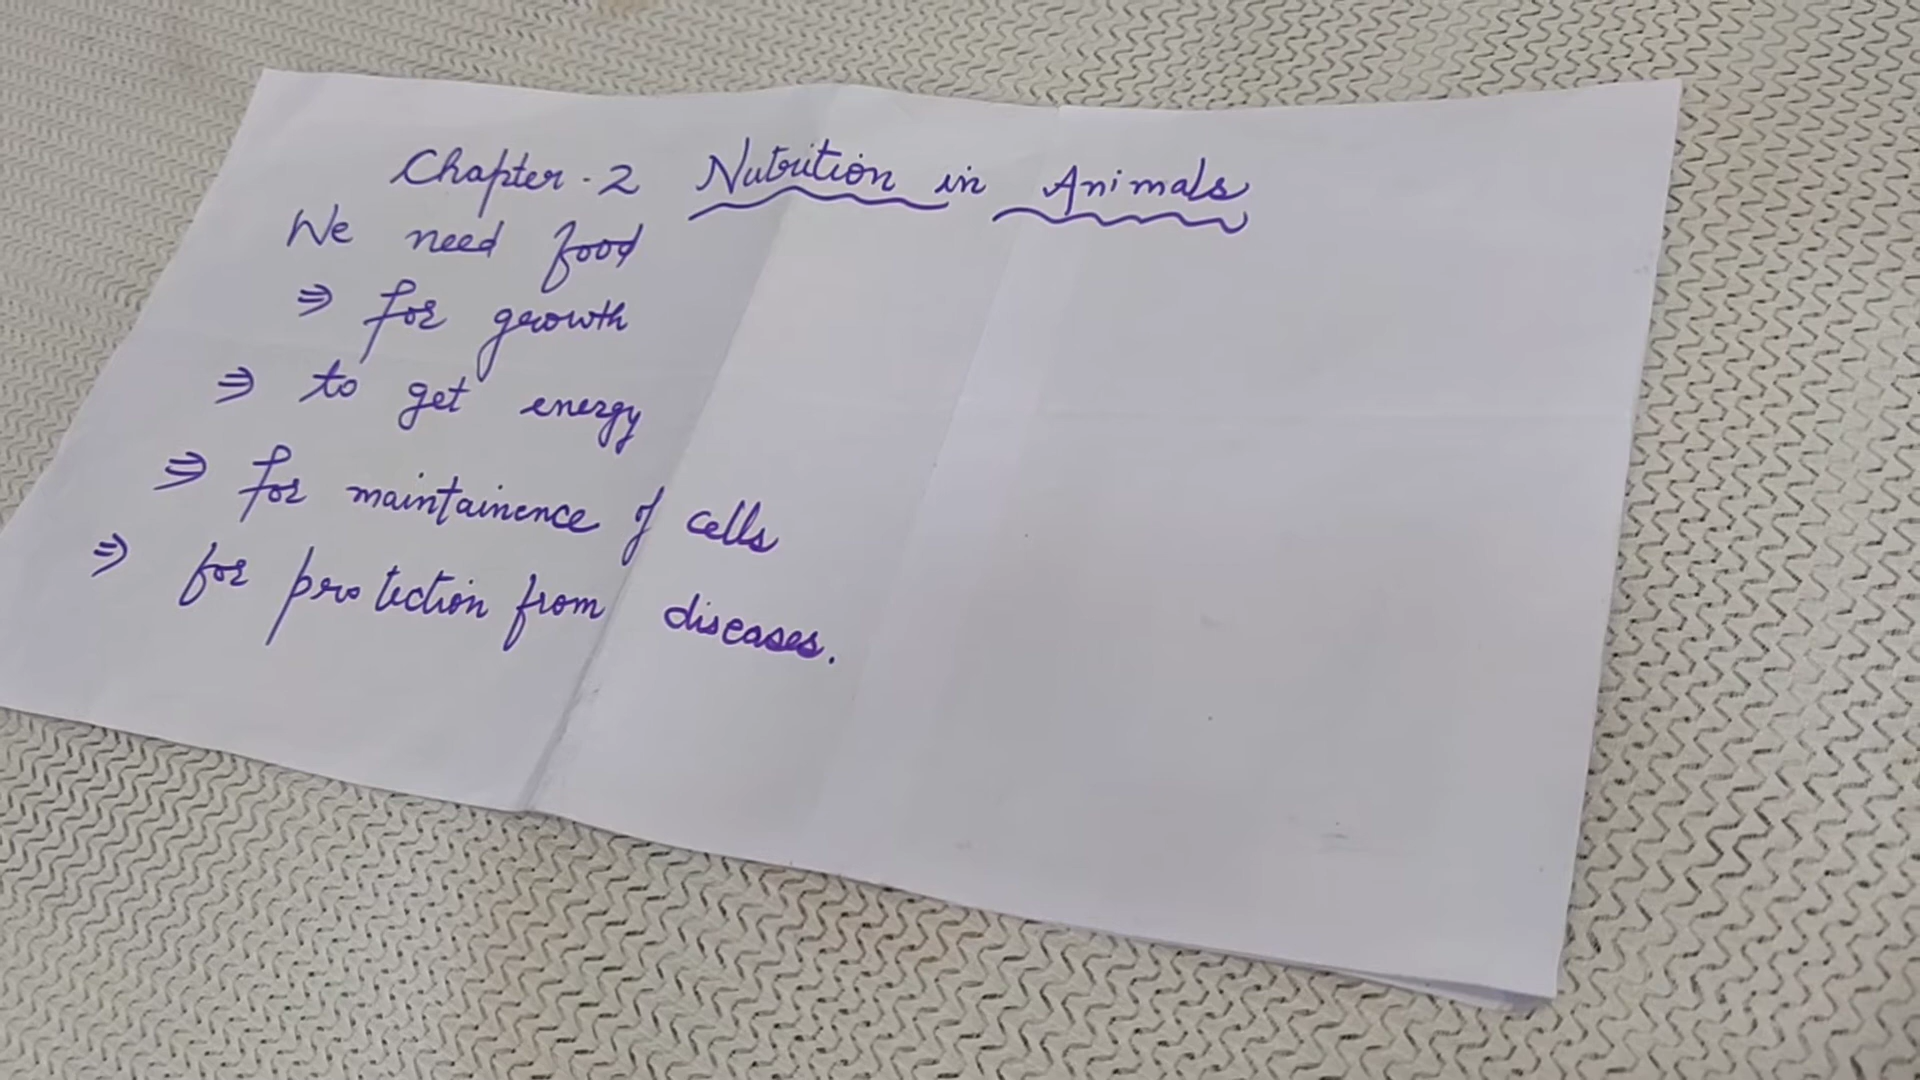 Chapter - 2 Nutrition in Animals
We need food
⇒ for growth
⇒ to get energy
⇒ for maintainence of cells
⇒ for protection from diseases.